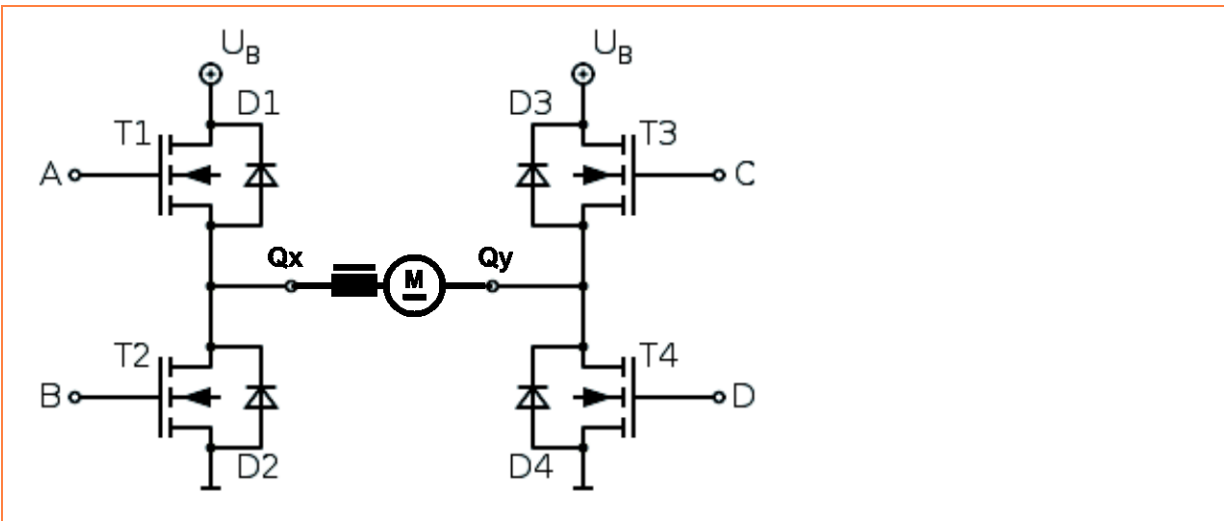 U_B U_B
D1 D3
T1 T3
A C
Qx M Qy
T2 T4
B D
D2 D4